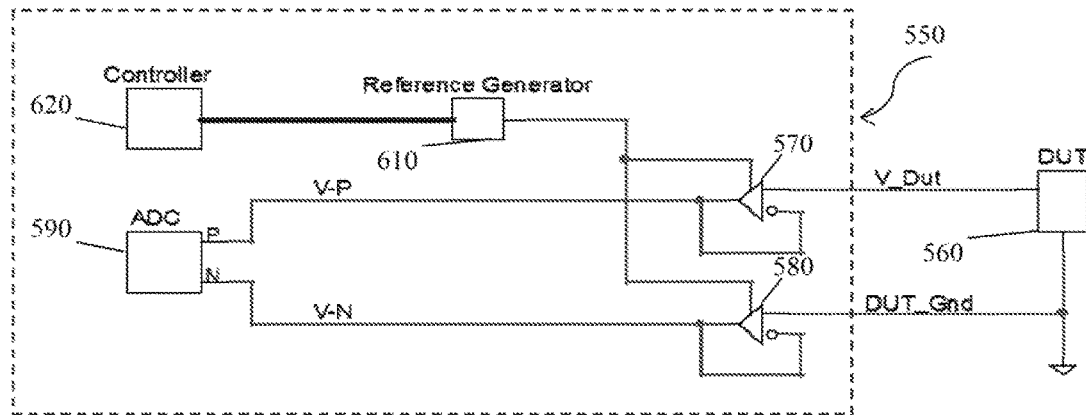 550
Controller
Reference Generator
620
610
570
DUT
V-P
V_Dut
ADC
590
P
560
N
580
V-N
DUT_Gnd